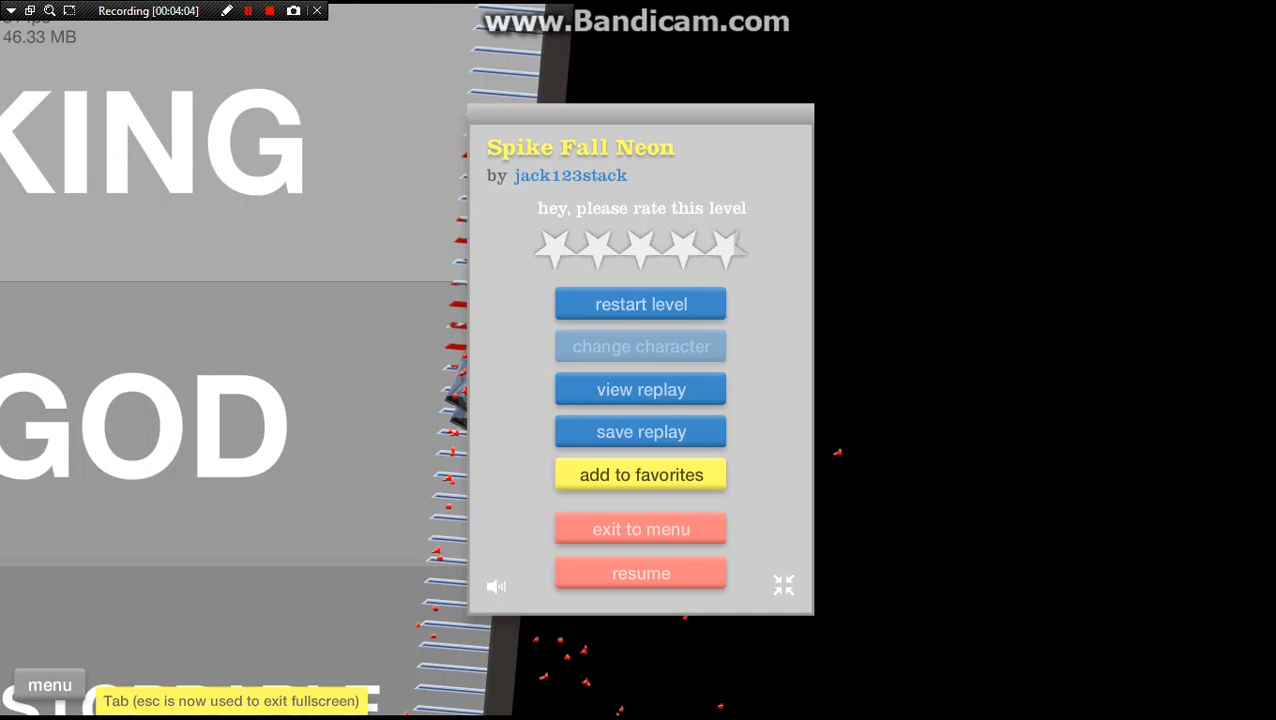 Recording [00:04:04]
46.33 MB
www.Bandicam.com
KING
Spike Fall Neon
by jack123stack
hey, please rate this level
restart level
change character
view replay
save replay
GOD
add to favorites
exit to menu
resume
menu
Tab (esc is now used to exit fullscreen)